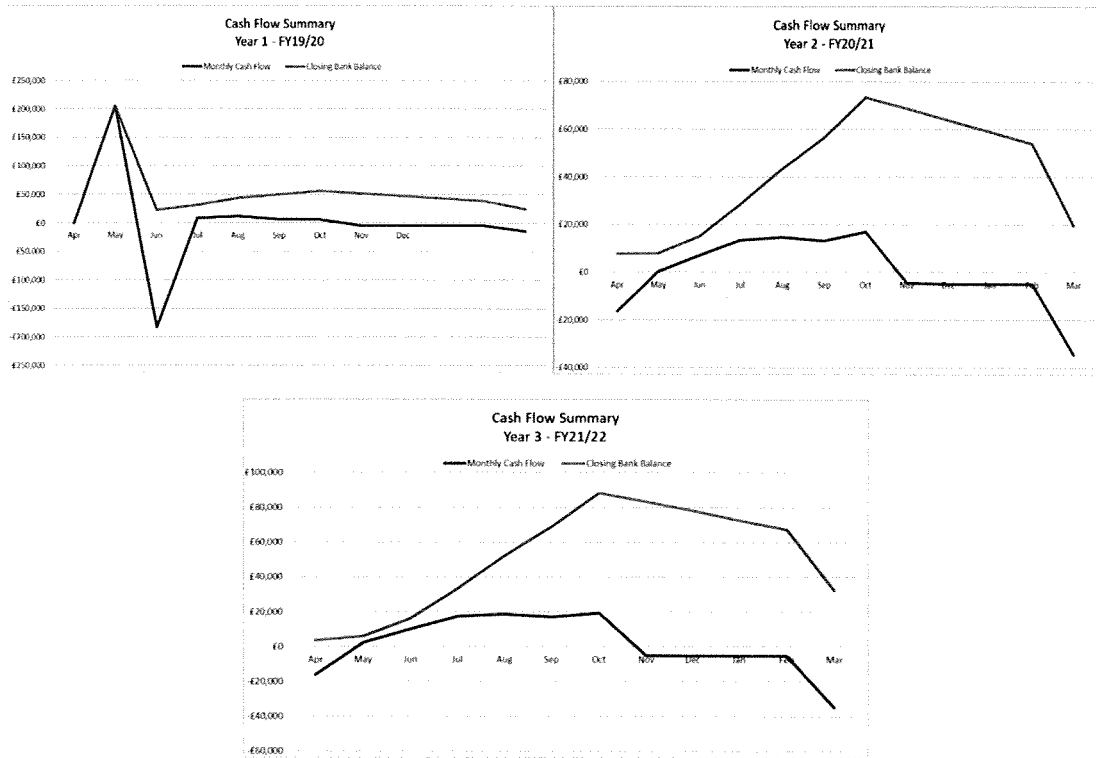 Cash Flow Summary
Year 1 - FY19/20
Monthly Cash Flow Closing Bank Balance
£250,000
£200,000
£150,000
£100,000
£50,000
£0
-£50,000
-£100,000
-£150,000
-£200,000
-£250,000
Apr May Jun Jul Aug Sep Oct Nov Dec
Cash Flow Summary
Year 2 - FY20/21
Monthly Cash Flow Closing Bank Balance
£80,000
£60,000
£40,000
£20,000
£0
-£20,000
-£40,000
Apr May Jun Jul Aug Sep Oct Nov Dec Jan Feb Mar
Cash Flow Summary
Year 3 - FY21/22
Monthly Cash Flow Closing Bank Balance
£100,000
£80,000
£60,000
£40,000
£20,000
£0
-£20,000
-£40,000
-£60,000
Apr May Jun Jul Aug Sep Oct Nov Dec Jan Feb Mar